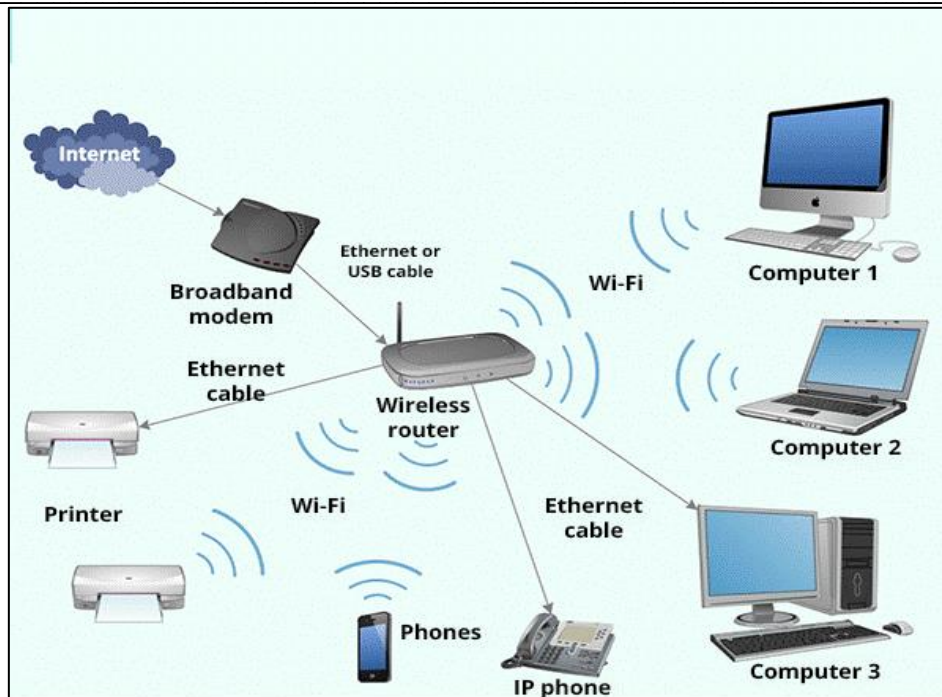 Internet
Broadband
modem
Ethernet or
USB cable
Wi-Fi
Computer 1
Ethernet
cable
Wireless
router
Computer 2
Printer
Wi-Fi
Ethernet
cable
Phones
IP phone
Computer 3